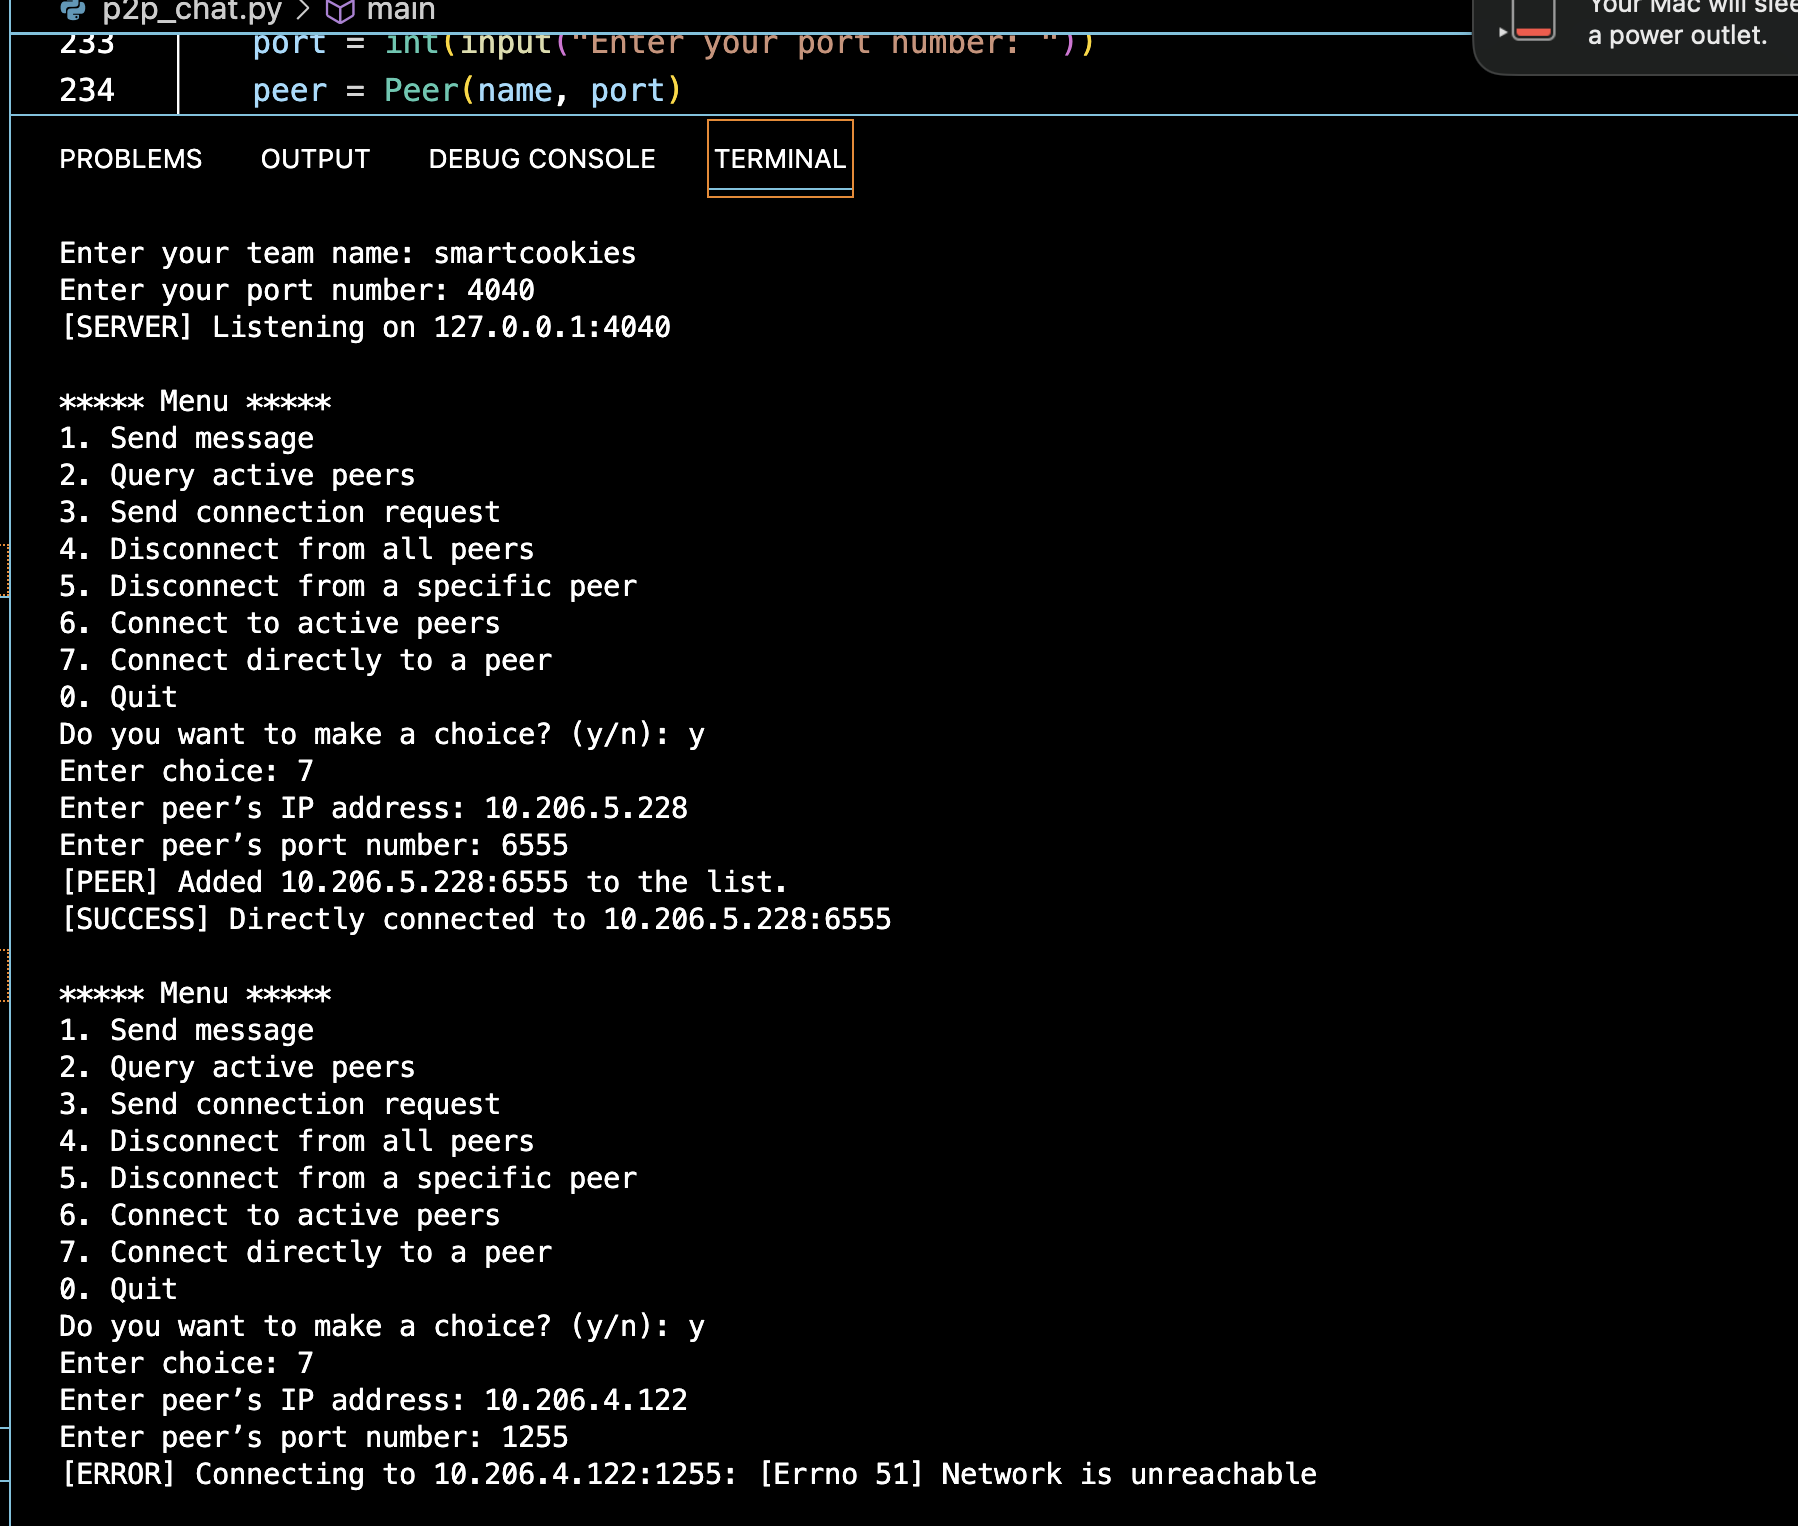 p2p_chat.py > main
Your Mac will slee
a power outlet.
233 port = int(input("Enter your port number: "))
234 peer = Peer(name, port)
PROBLEMS OUTPUT DEBUG CONSOLE TERMINAL
Enter your team name: smartcookies
Enter your port number: 4040
[SERVER] Listening on 127.0.0.1:4040
***** Menu *****
1. Send message
2. Query active peers
3. Send connection request
4. Disconnect from all peers
5. Disconnect from a specific peer
6. Connect to active peers
7. Connect directly to a peer
0. Quit
Do you want to make a choice? (y/n): y
Enter choice: 7
Enter peer’s IP address: 10.206.5.228
Enter peer’s port number: 6555
[PEER] Added 10.206.5.228:6555 to the list.
[SUCCESS] Directly connected to 10.206.5.228:6555
***** Menu *****
1. Send message
2. Query active peers
3. Send connection request
4. Disconnect from all peers
5. Disconnect from a specific peer
6. Connect to active peers
7. Connect directly to a peer
0. Quit
Do you want to make a choice? (y/n): y
Enter choice: 7
Enter peer’s IP address: 10.206.4.122
Enter peer’s port number: 1255
[ERROR] Connecting to 10.206.4.122:1255: [Errno 51] Network is unreachable